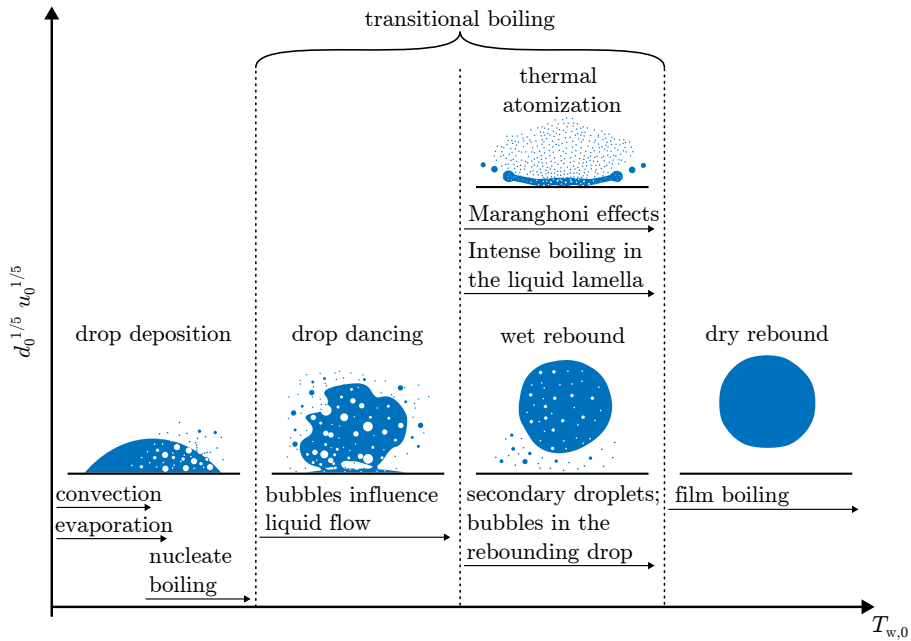 transitional boiling
thermal
atomization
Maranghoni effects
Intense boiling in
the liquid lamella
d₀^1/5 u₀^1/5
drop deposition
drop dancing
wet rebound
dry rebound
convection
evaporation
nucleate
boiling
bubbles influence
liquid flow
secondary droplets;
bubbles in the
rebounding drop
film boiling
T_w,0